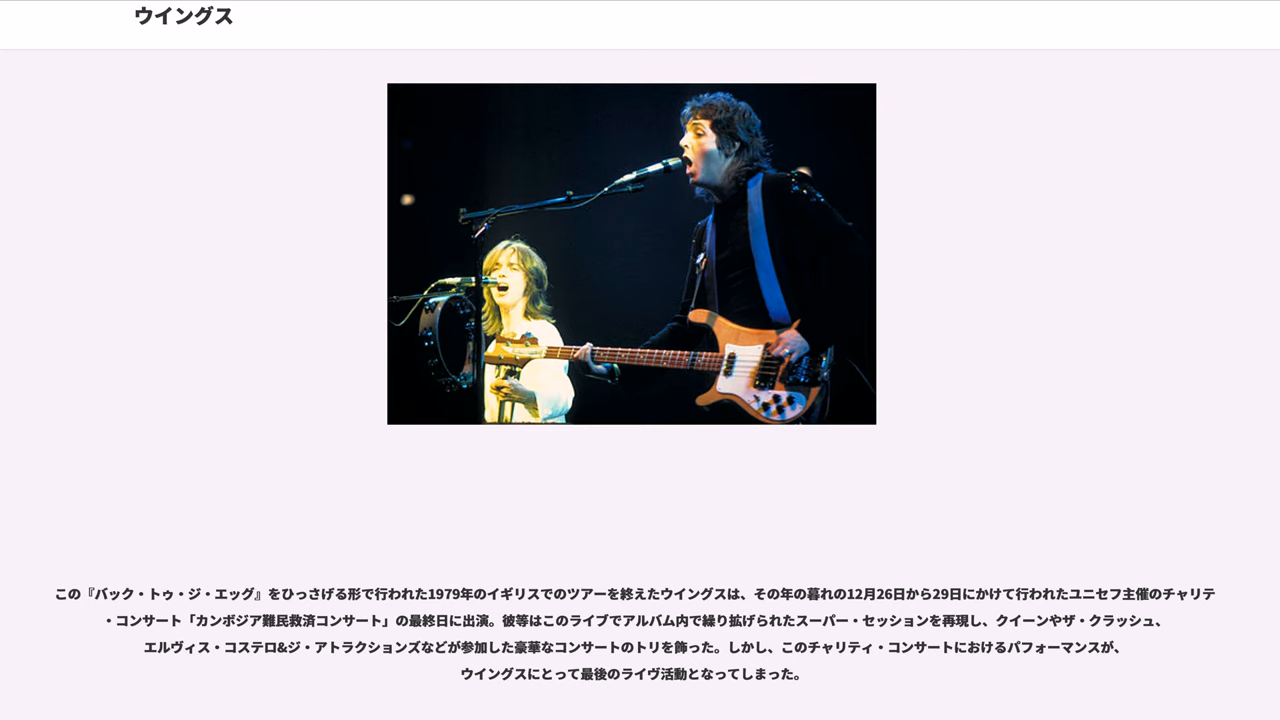 ウイングス
この『バック・トゥ・ジ・エッグ』をひっさげる形で行われた1979年のイギリスでのツアーを終えたウイングスは、その年の暮れの12月26日から29日にかけて行われたユニセフ主催のチャリテ
・コンサート「カンボジア難民救済コンサート」の最終日に出演。彼等はこのライブでアルバム内で繰り拡げられたスーパー・セッションを再現し、クイーンやザ・クラッシュ、
エルヴィス・コステロ&ジ・アトラクションズなどが参加した豪華なコンサートのトリを飾った。しかし、このチャリティ・コンサートにおけるパフォーマンスが、
ウイングスにとって最後のライヴ活動となってしまった。